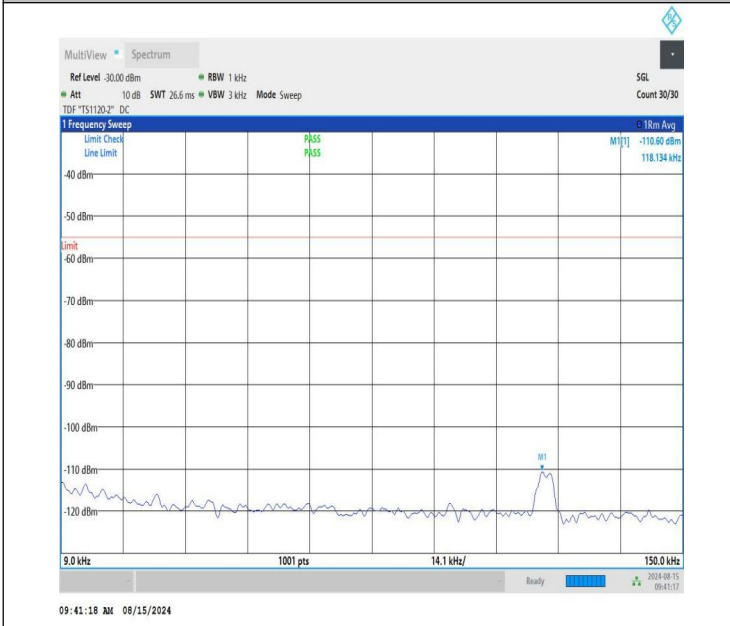 R S
MultiView Spectrum
Ref Level -30.00 dBm RBW 1 kHz SGL
Att 10 dB SWT 26.6 ms VBW 3 kHz Mode Sweep Count 30/30
TDF "TS1120-2" DC
1 Frequency Sweep 1Rm Avg
Limit Check PASS M1[1] -110.60 dBm
Line Limit PASS 118.134 kHz
-40 dBm
-50 dBm
Limit
-60 dBm
-70 dBm
-80 dBm
-90 dBm
-100 dBm
M1
-110 dBm
-120 dBm
9.0 kHz 1001 pts 14.1 kHz/ 150.0 kHz
Ready 2024-08-15
09:41:17
09:41:18 AM 08/15/2024